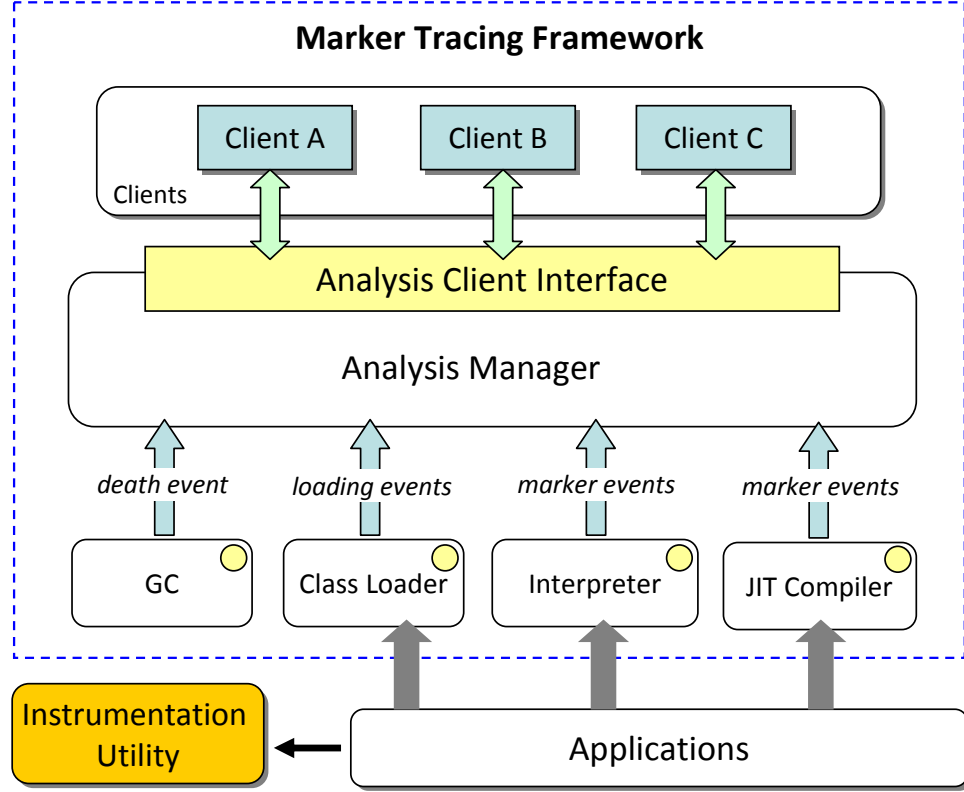 Marker Tracing Framework
Client A
Client B
Client C
Clients
Analysis Client Interface
Analysis Manager
death event
loading events
marker events
marker events
GC
Class Loader
Interpreter
JIT Compiler
Instrumentation
Utility
Applications